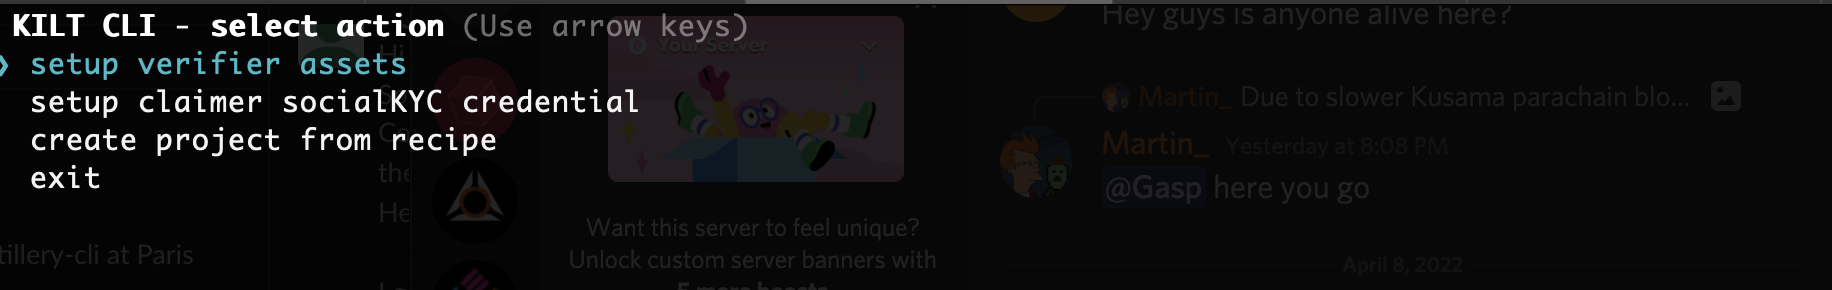 KILT CLI - select action (Use arrow keys)
❯ setup verifier assets
setup claimer socialKYC credential
create project from recipe
exit
Your Server
Want this server to feel unique?
Unlock custom server banners with
Hey guys is anyone alive here?
Martin_ Due to slower Kusama parachain blo...
Martin_ Yesterday at 8:08 PM
@Gasp here you go
April 8, 2022
Hi
the
He
tillery-cli at Paris